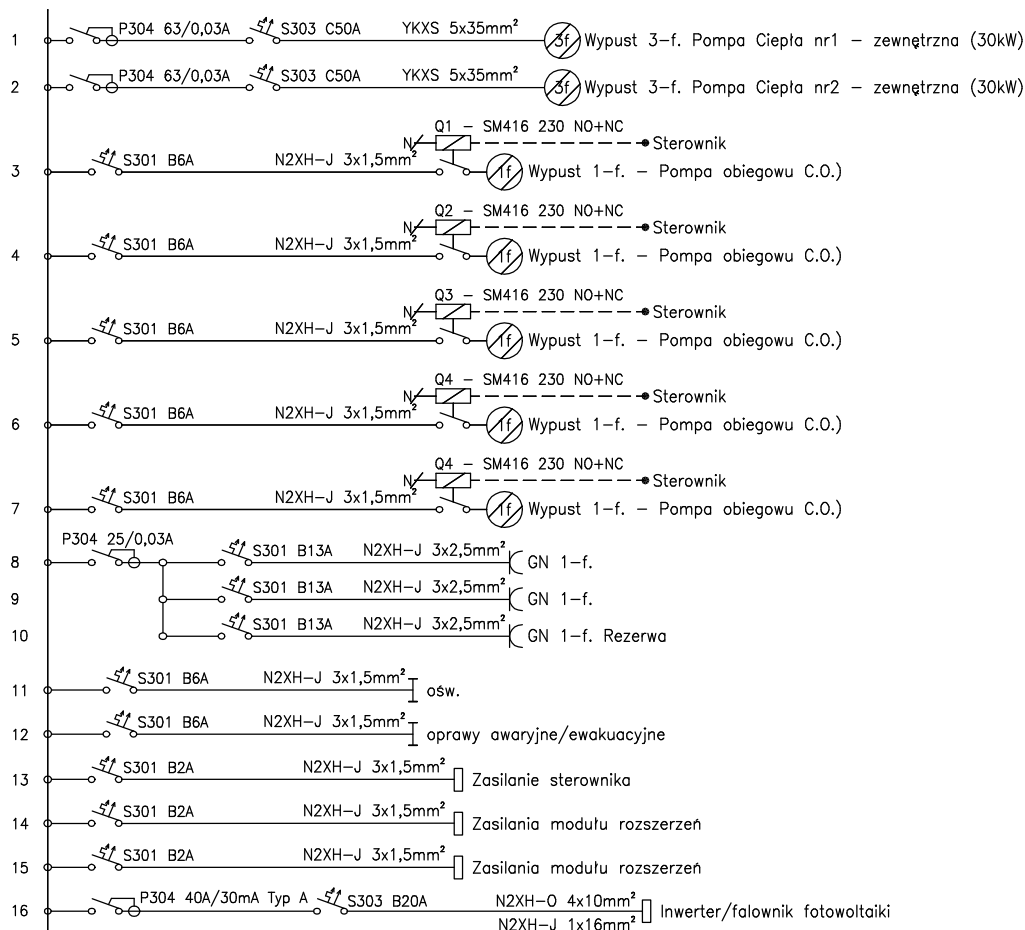 1 P304 63/0,03A S303 C50A YKXS 5x35mm² 3f Wypust 3-f. Pompa Ciepła nr1 - zewnętrzna (30kW)
2 P304 63/0,03A S303 C50A YKXS 5x35mm² 3f Wypust 3-f. Pompa Ciepła nr2 - zewnętrzna (30kW)
Q1 - SM416 230 NO+NC
N Sterownik
3 S301 B6A N2XH-J 3x1,5mm² 1f Wypust 1-f. - Pompa obiegowu C.O.)
Q2 - SM416 230 NO+NC
N Sterownik
4 S301 B6A N2XH-J 3x1,5mm² 1f Wypust 1-f. - Pompa obiegowu C.O.)
Q3 - SM416 230 NO+NC
N Sterownik
5 S301 B6A N2XH-J 3x1,5mm² 1f Wypust 1-f. - Pompa obiegowu C.O.)
Q4 - SM416 230 NO+NC
N Sterownik
6 S301 B6A N2XH-J 3x1,5mm² 1f Wypust 1-f. - Pompa obiegowu C.O.)
Q4 - SM416 230 NO+NC
N Sterownik
7 S301 B6A N2XH-J 3x1,5mm² 1f Wypust 1-f. - Pompa obiegowu C.O.)
P304 25/0,03A
8 S301 B13A N2XH-J 3x2,5mm² GN 1-f.
9 S301 B13A N2XH-J 3x2,5mm² GN 1-f.
10 S301 B13A N2XH-J 3x2,5mm² GN 1-f. Rezerwa
11 S301 B6A N2XH-J 3x1,5mm² ośw.
12 S301 B6A N2XH-J 3x1,5mm² oprawy awaryjne/ewakuacyjne
13 S301 B2A N2XH-J 3x1,5mm² Zasilanie sterownika
14 S301 B2A N2XH-J 3x1,5mm² Zasilania modułu rozszerzeń
15 S301 B2A N2XH-J 3x1,5mm² Zasilania modułu rozszerzeń
16 P304 40A/30mA Typ A S303 B20A N2XH-O 4x10mm² Inwerter/falownik fotowoltaiki
N2XH-J 1x16mm²